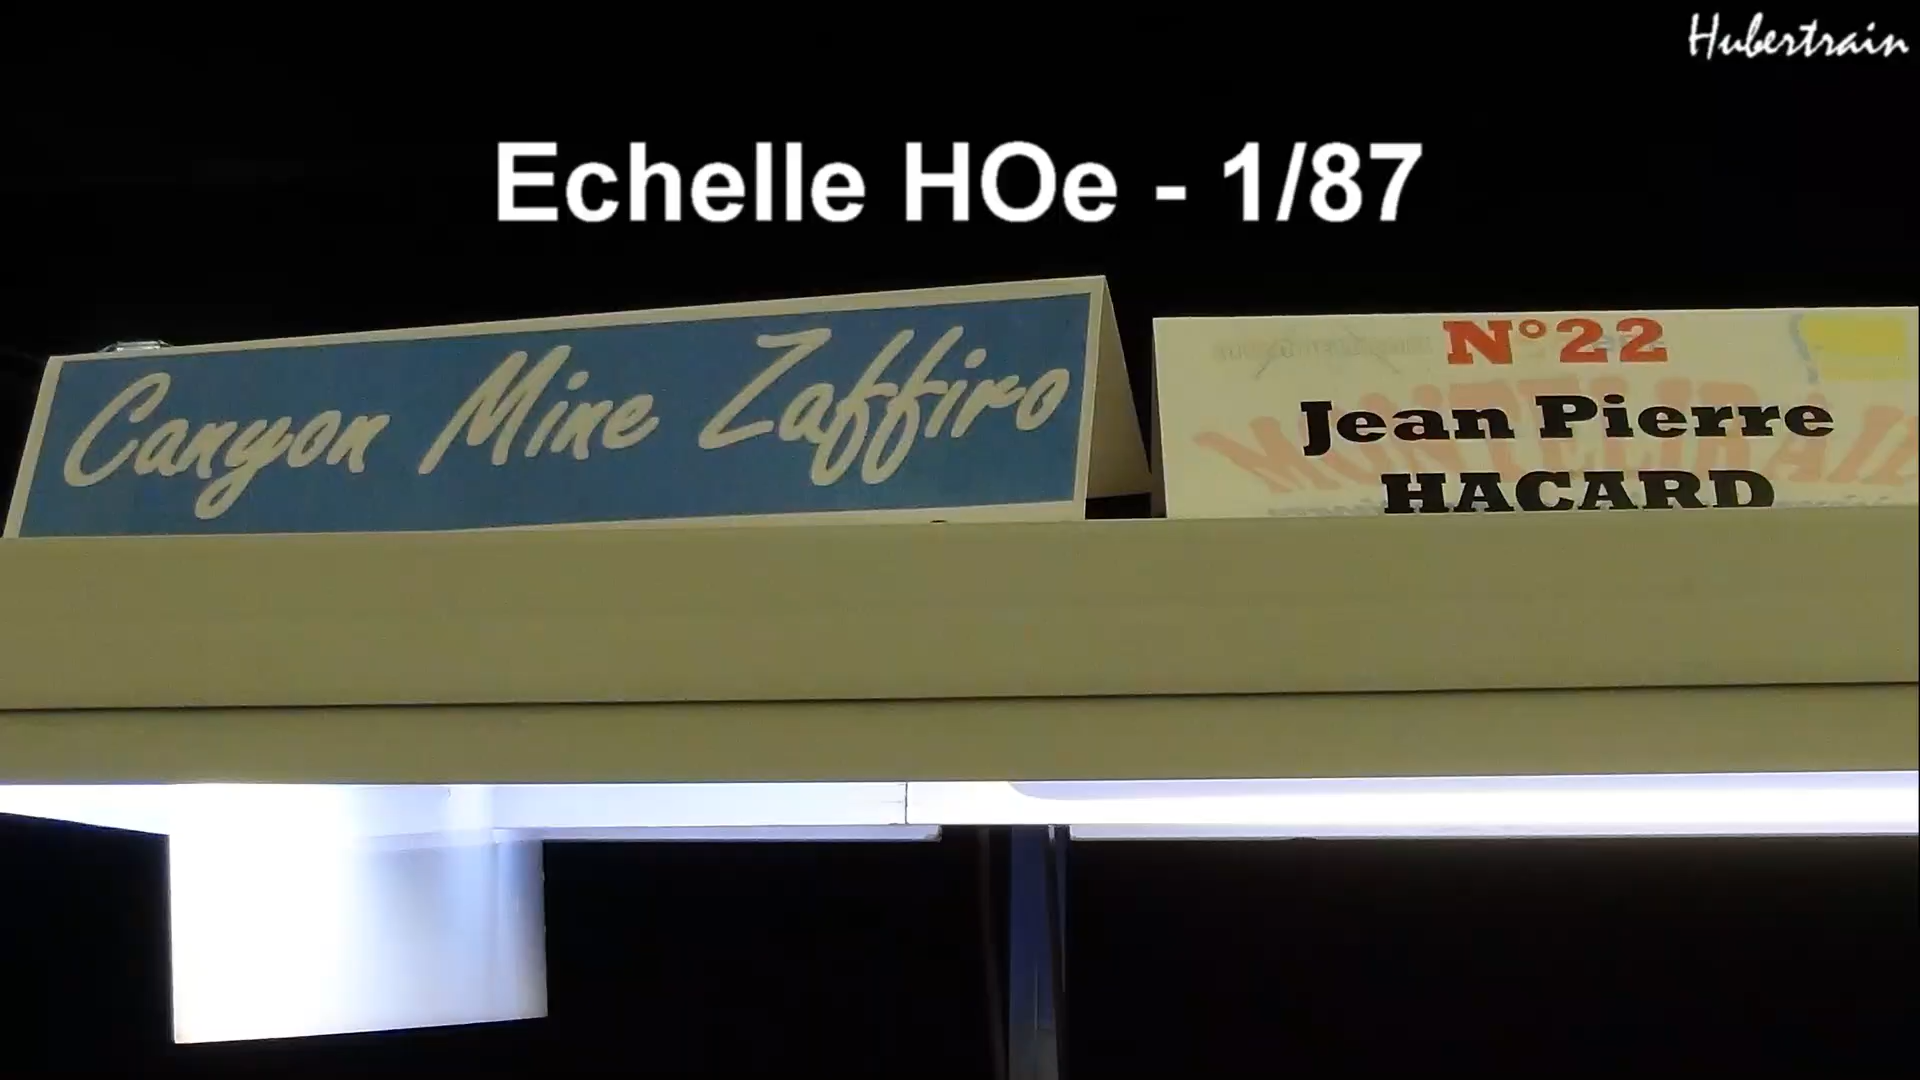 Hubertrain
Echelle HOe - 1/87
Canyon Mine Zaffiro
N°22
Jean Pierre
HACARD